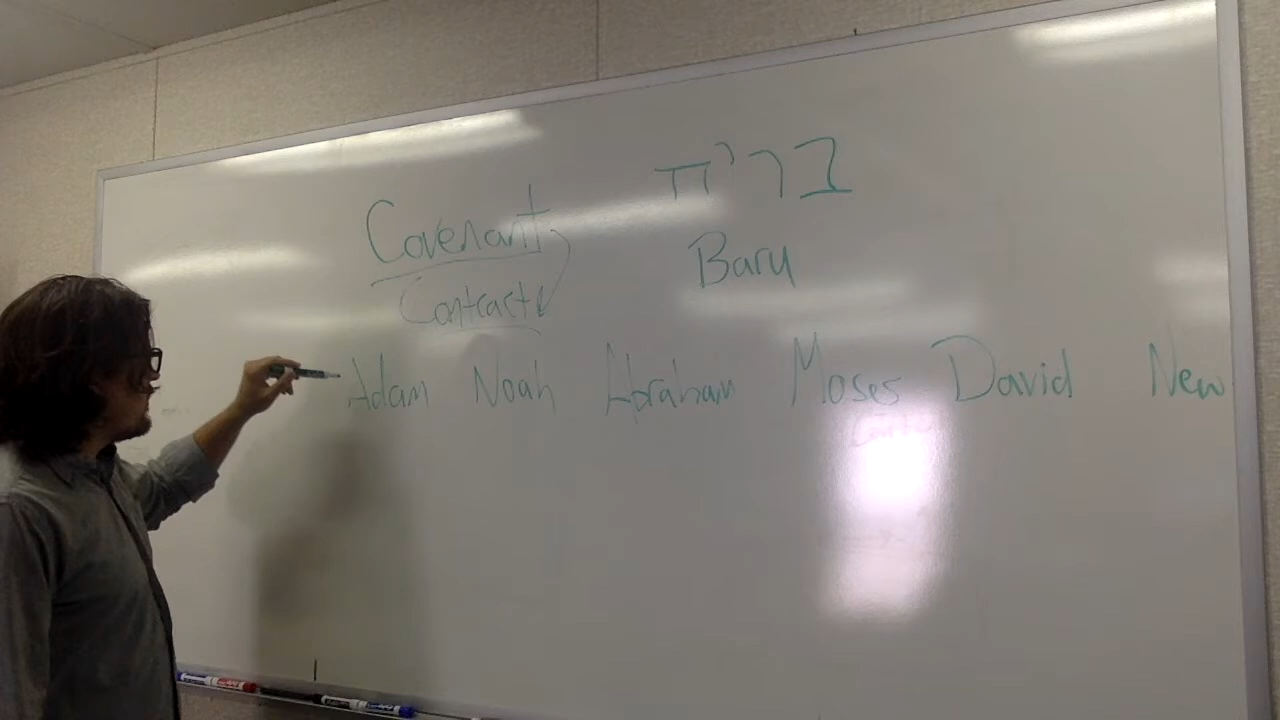 ברית
Covenant
Baru
Contract
Adam Noah Abraham Moses David New